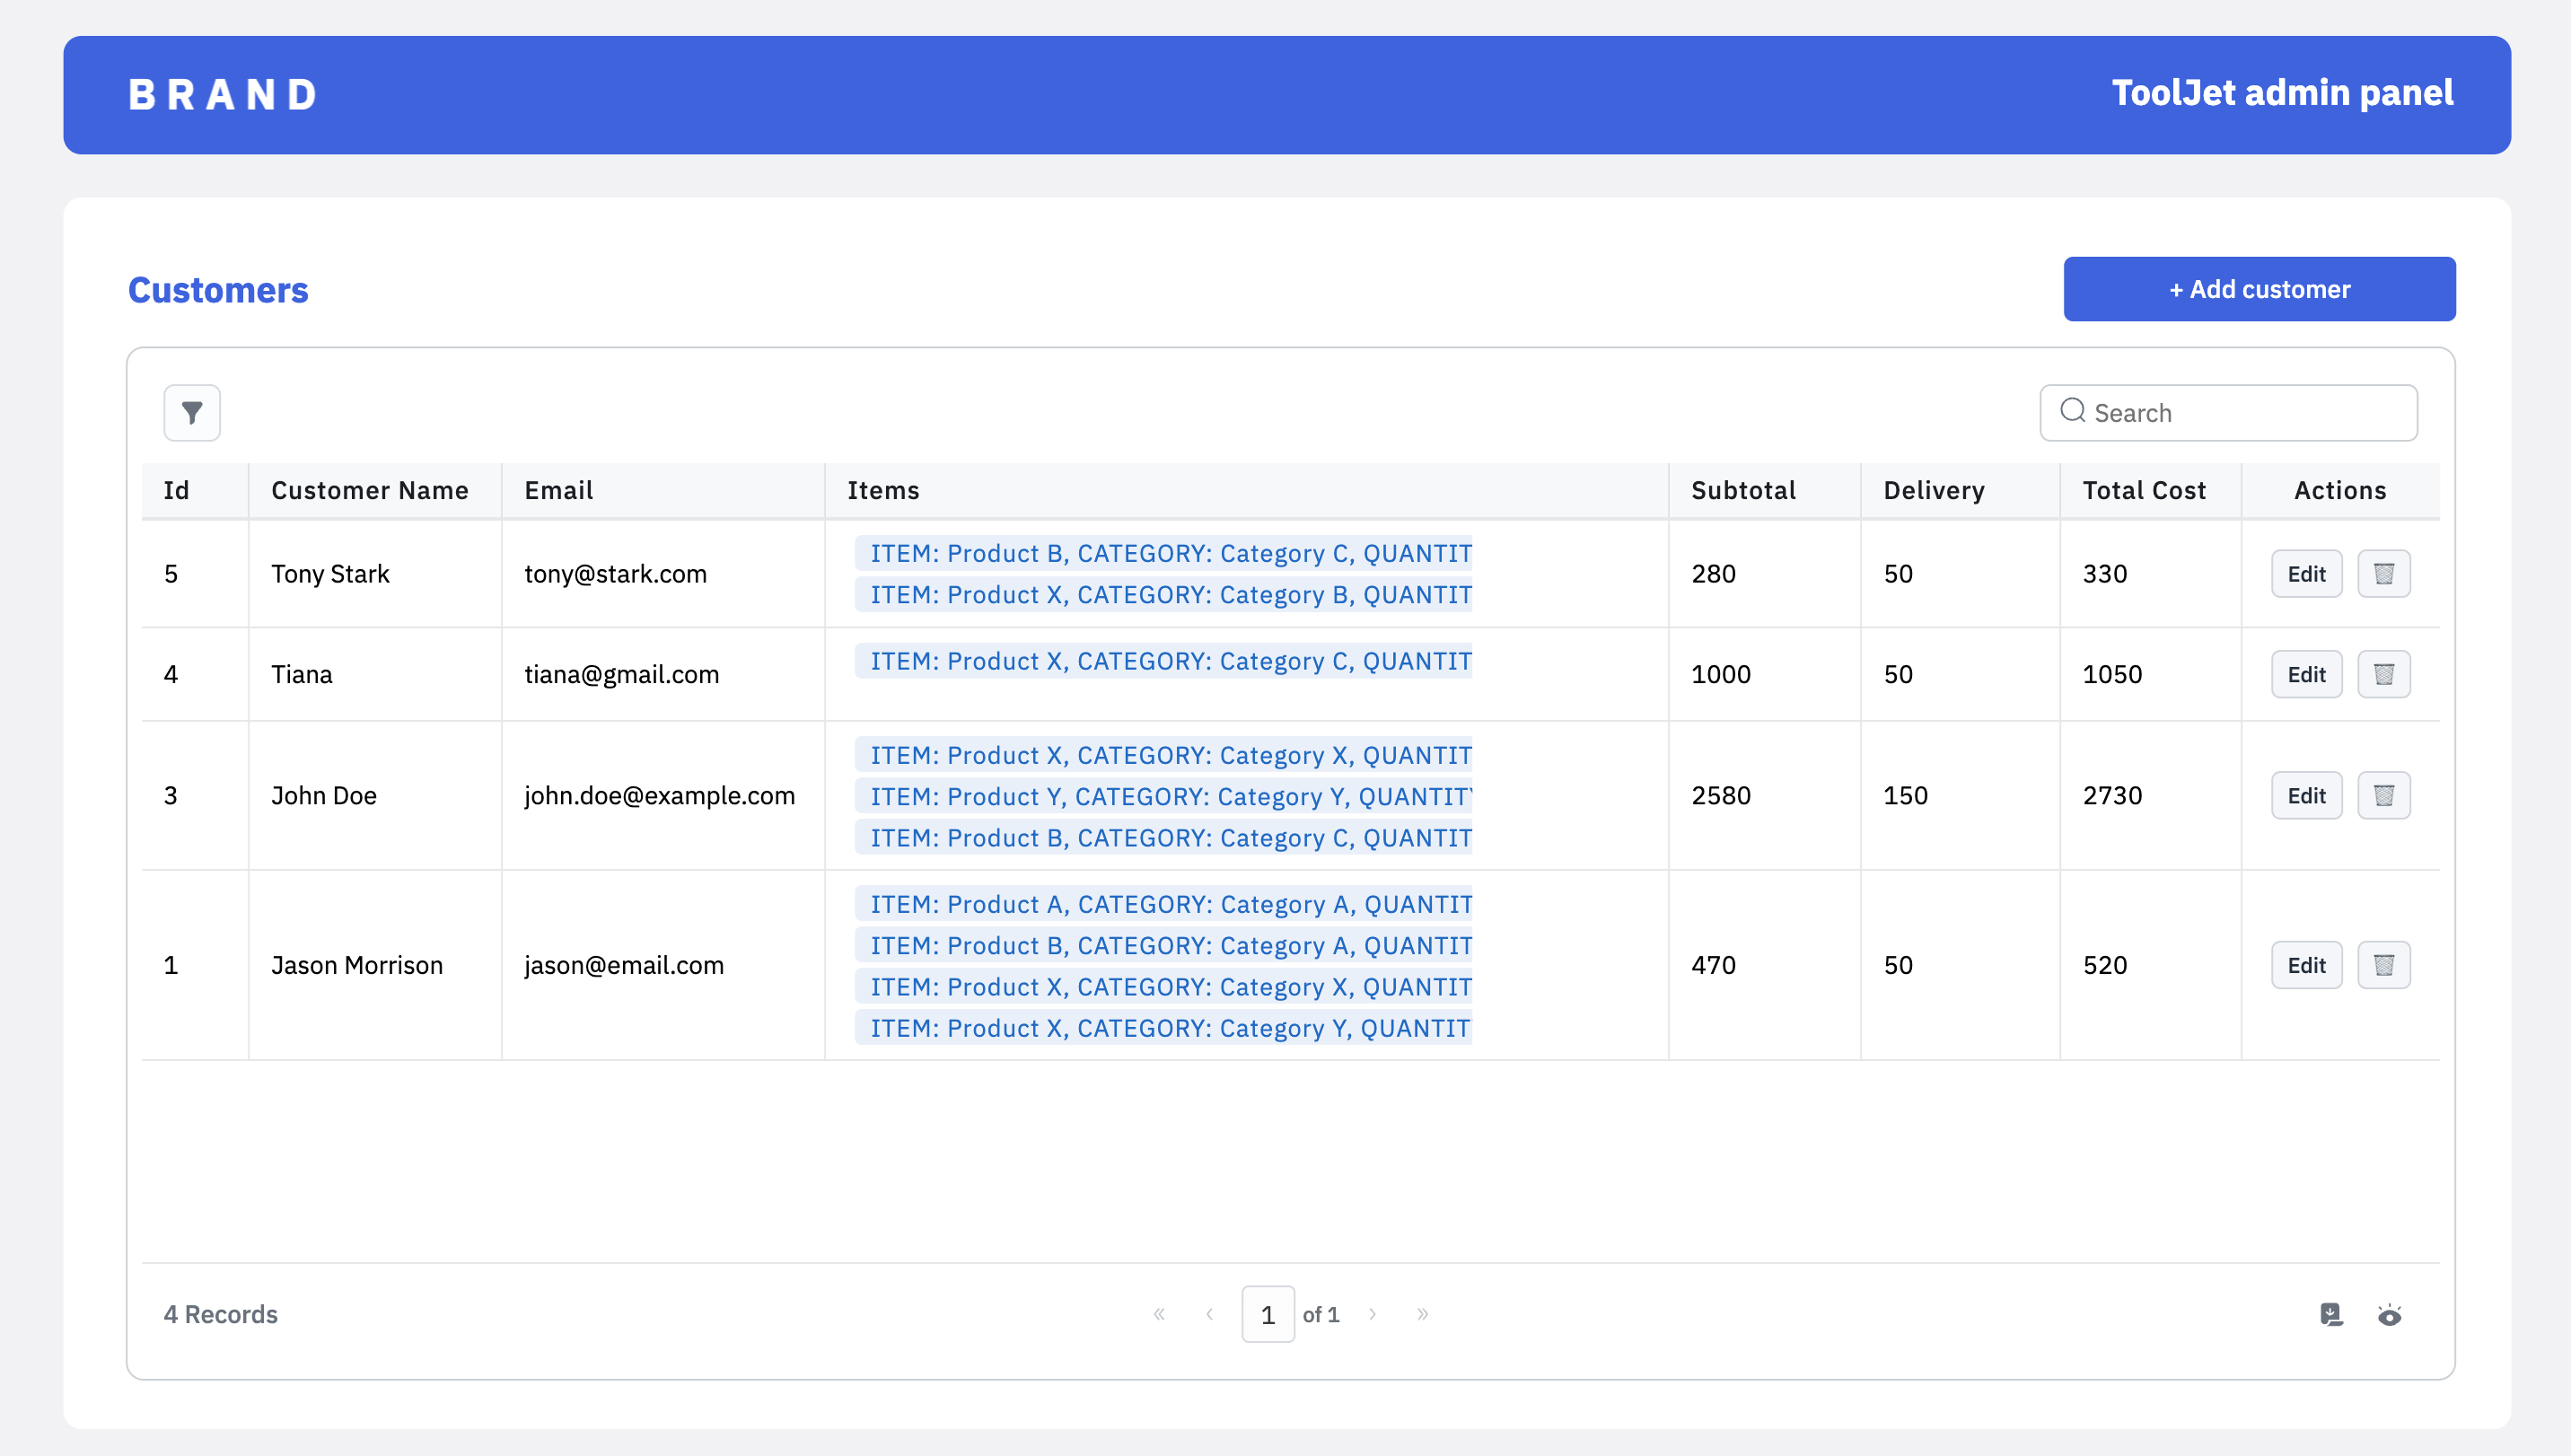 BRAND
ToolJet admin panel
Customers
+ Add customer
Search
Id Customer Name Email Items Subtotal Delivery Total Cost Actions
5 Tony Stark tony@stark.com ITEM: Product B, CATEGORY: Category C, QUANTIT 280 50 330 Edit
ITEM: Product X, CATEGORY: Category B, QUANTIT
4 Tiana tiana@gmail.com ITEM: Product X, CATEGORY: Category C, QUANTIT 1000 50 1050 Edit
3 John Doe john.doe@example.com ITEM: Product X, CATEGORY: Category X, QUANTIT 2580 150 2730 Edit
ITEM: Product Y, CATEGORY: Category Y, QUANTITY
ITEM: Product B, CATEGORY: Category C, QUANTIT
1 Jason Morrison jason@email.com ITEM: Product A, CATEGORY: Category A, QUANTIT 470 50 520 Edit
ITEM: Product B, CATEGORY: Category A, QUANTIT
ITEM: Product X, CATEGORY: Category X, QUANTIT
ITEM: Product X, CATEGORY: Category Y, QUANTIT
4 Records « ‹ 1 of 1 › »